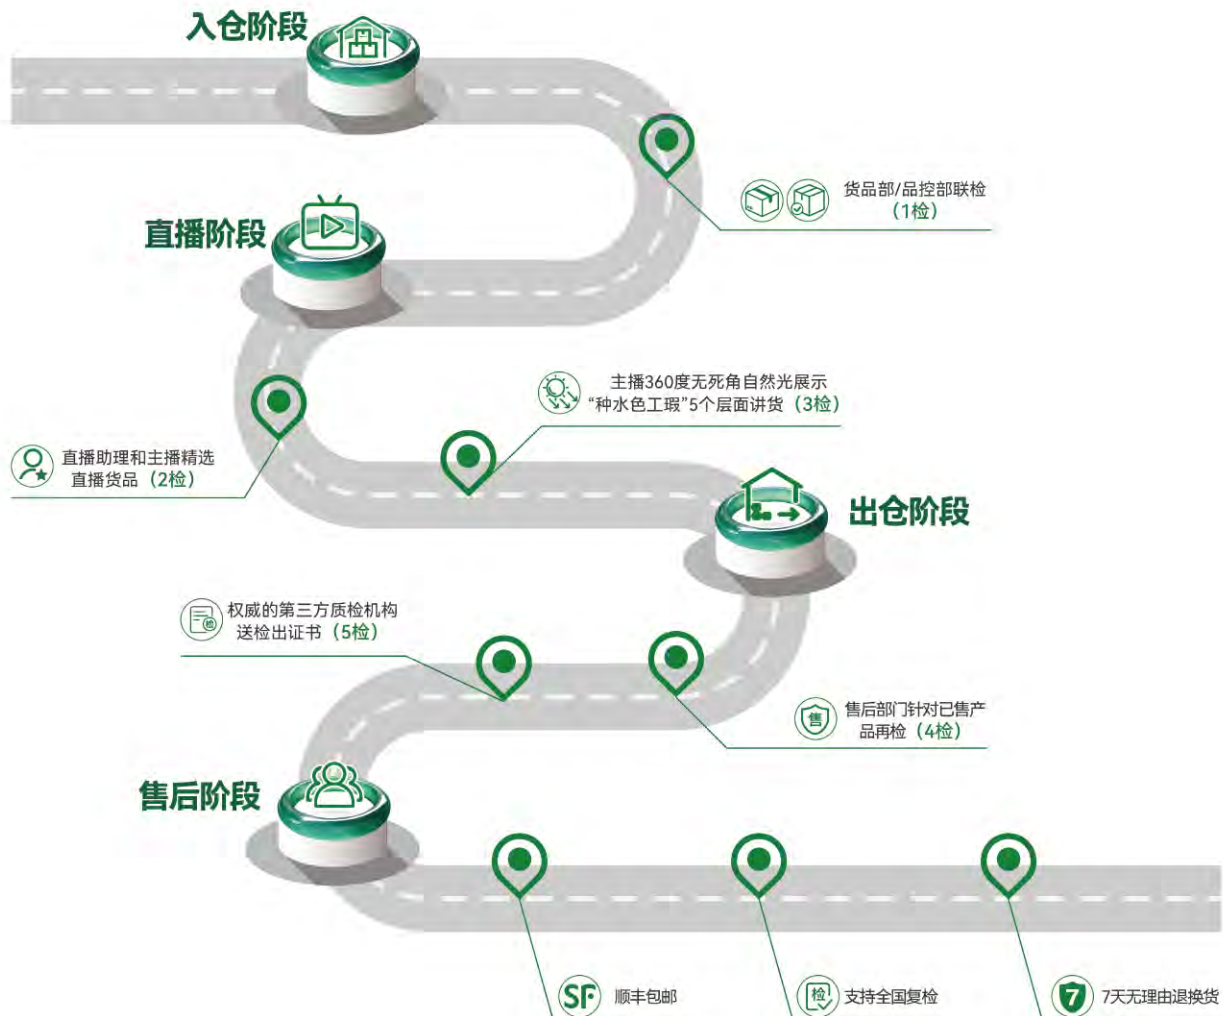 入仓阶段
货品部/品控部联检
（1检）
直播阶段
直播助理和主播精选
直播货品（2检）
主播360度无死角自然光展示
“种水色工瑕”5个层面讲货（3检）
出仓阶段
售
售后部门针对已售产
品再检（4检）
检
权威的第三方质检机构
送检出证书（5检）
售后阶段
SF
顺丰包邮
检
支持全国复检
7
7天无理由退换货